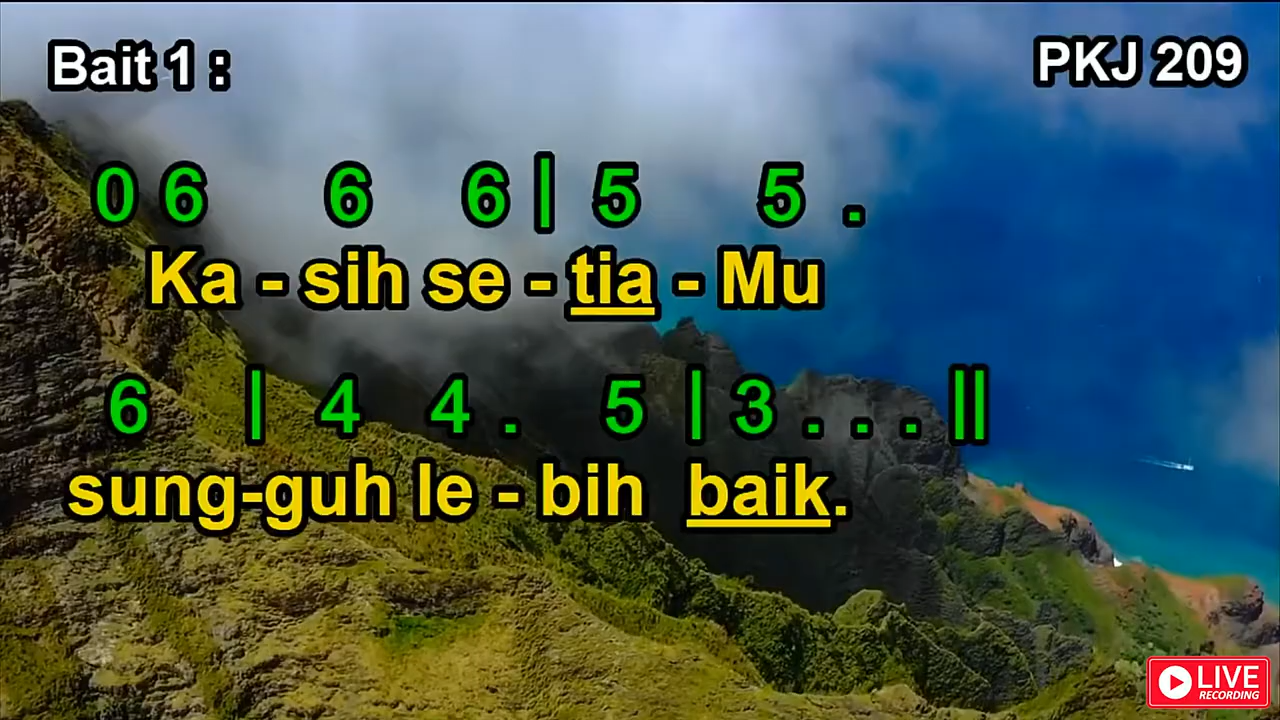 Bait 1 :
PKJ 209
0 6 6 6 | 5 5 .
Ka - sih se - tia - Mu
6 | 4 4 . 5 | 3 . . . ||
sung-guh le - bih baik.
LIVE
RECORDING